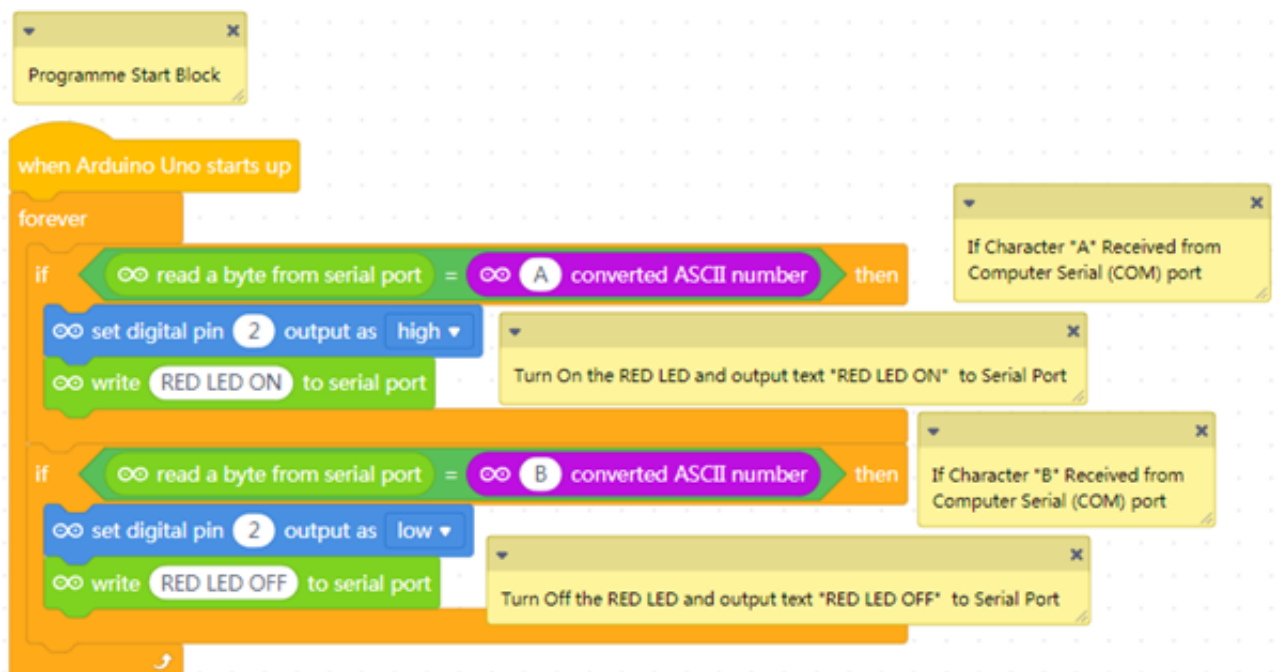 Programme Start Block
when Arduino Uno starts up
forever
If Character "A" Received from
Computer Serial (COM) port
if read a byte from serial port = A converted ASCII number then
set digital pin 2 output as high
write RED LED ON to serial port
Turn On the RED LED and output text "RED LED ON" to Serial Port
if read a byte from serial port = B converted ASCII number then
If Character "B" Received from
Computer Serial (COM) port
set digital pin 2 output as low
write RED LED OFF to serial port
Turn Off the RED LED and output text "RED LED OFF" to Serial Port